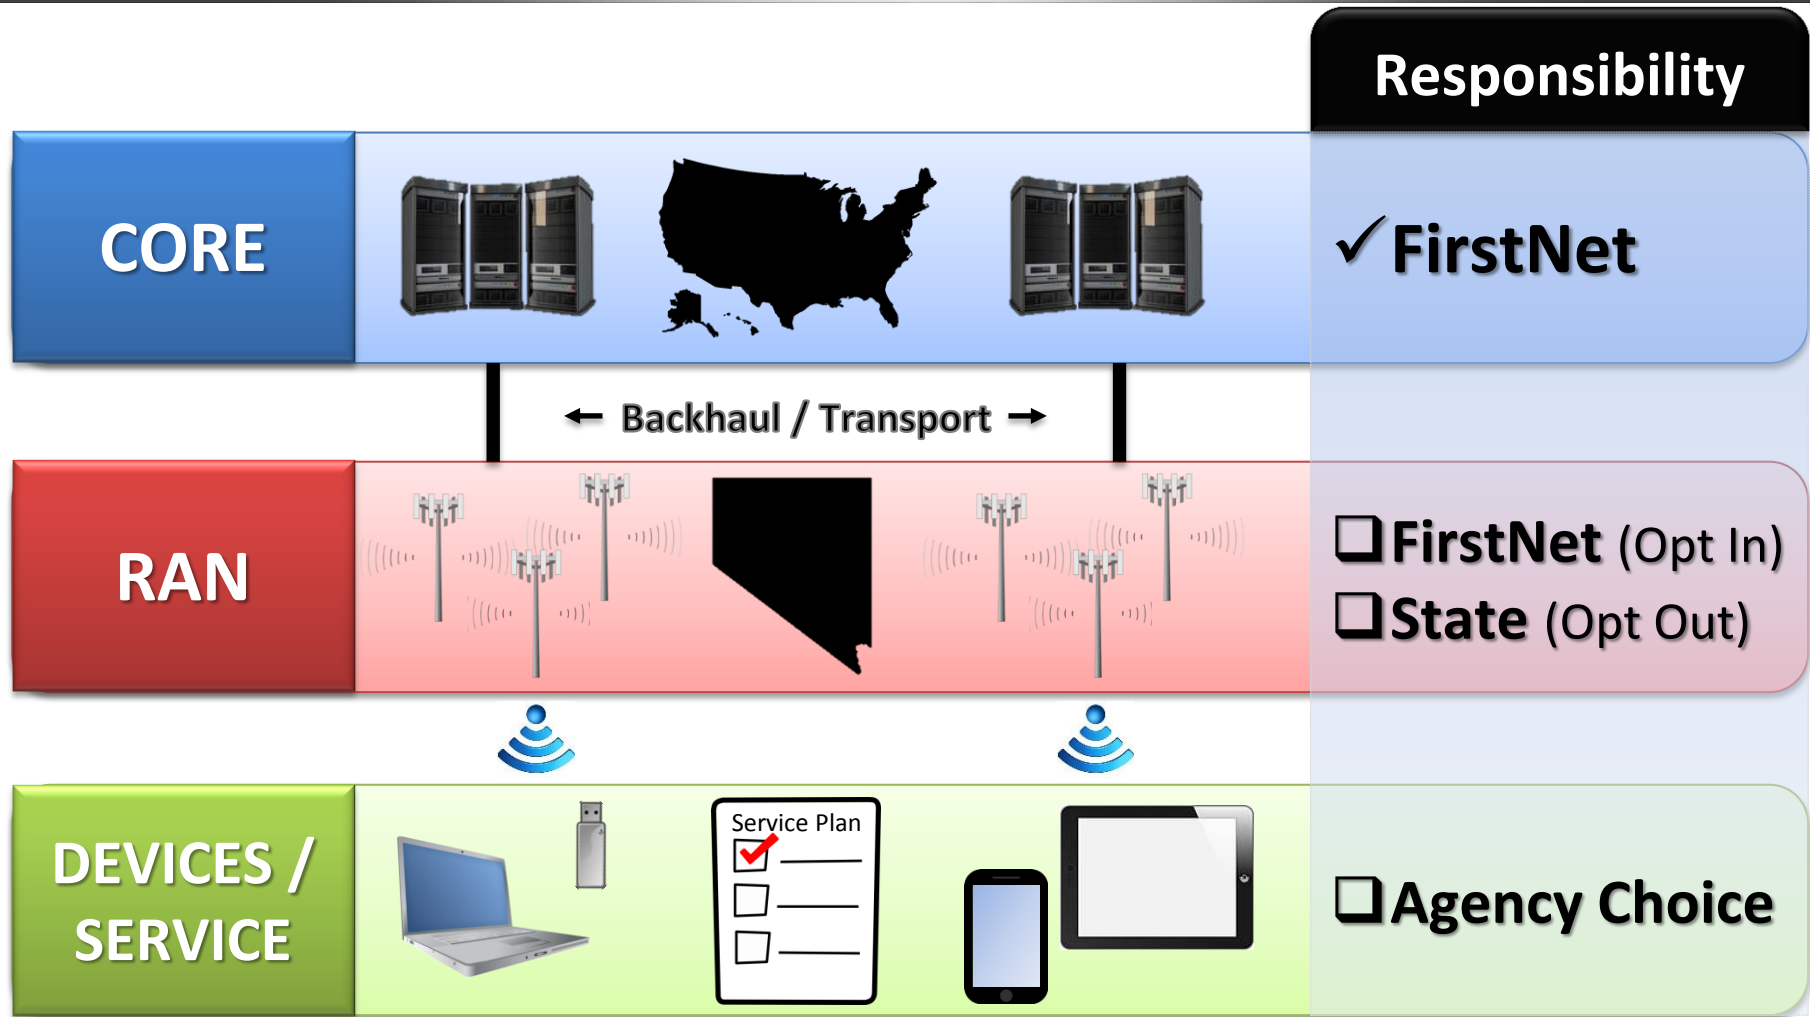 Responsibility
CORE
✓FirstNet
Backhaul / Transport
RAN
❑FirstNet (Opt In)
❑State (Opt Out)
DEVICES /
SERVICE
Service Plan
❑Agency Choice